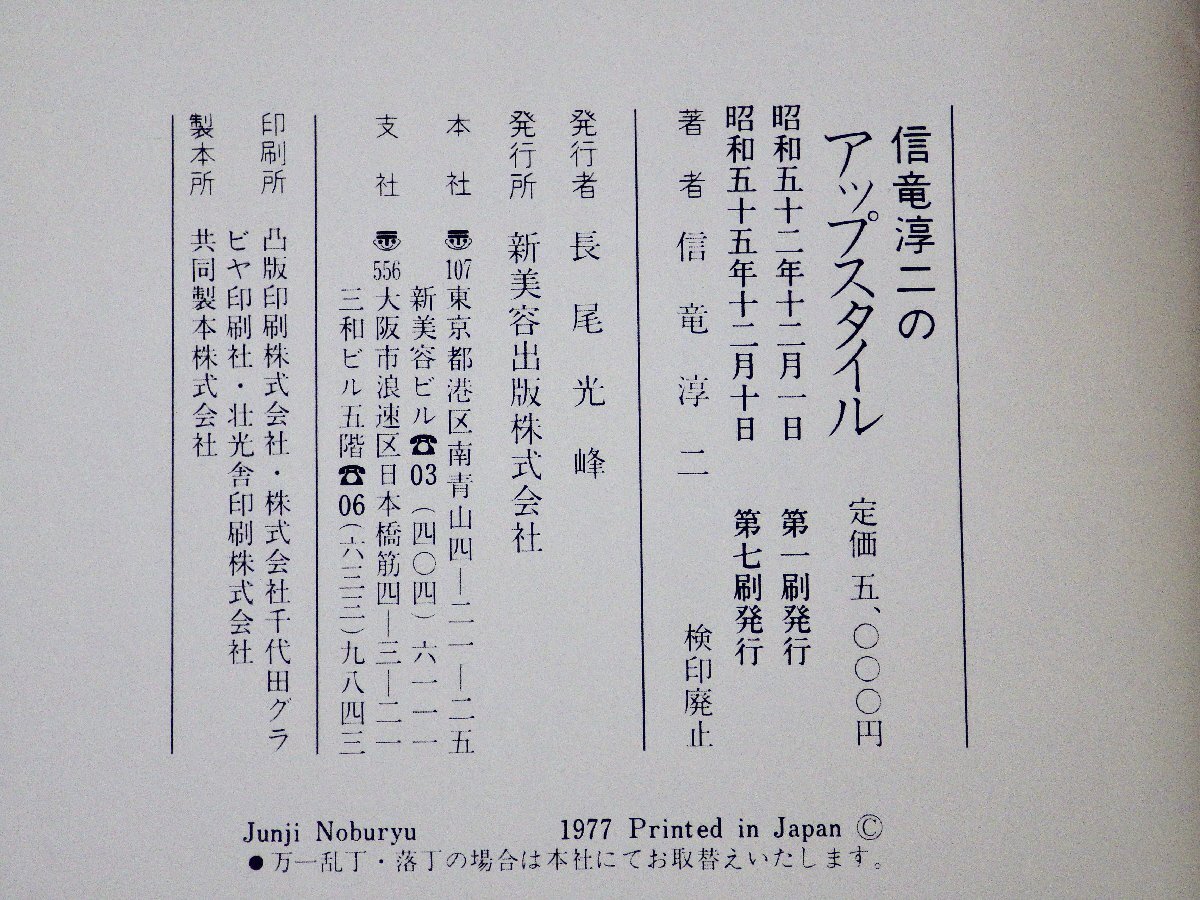 信竜淳二の
アップスタイル 定価 五、〇〇〇円
昭和五十二年十二月一日 第一刷発行
昭和五十五年十二月十日 第七刷発行
著者 信竜淳二 検印廃止
発行者 長尾光峰
発行所 新美容出版株式会社
本社 〠107東京都港区南青山四―二一―二五
新美容ビル☎03(四〇四)六一一一
支社 〠556大阪市浪速区日本橋筋四―三―二一
三和ビル五階☎06(六三三)九八四三
印刷所 凸版印刷株式会社・株式会社千代田グラ
ビヤ印刷社・壮光舎印刷株式会社
製本所 共同製本株式会社
Junji Noburyu 1977 Printed in Japan ©
●万一乱丁・落丁の場合は本社にてお取替えいたします。